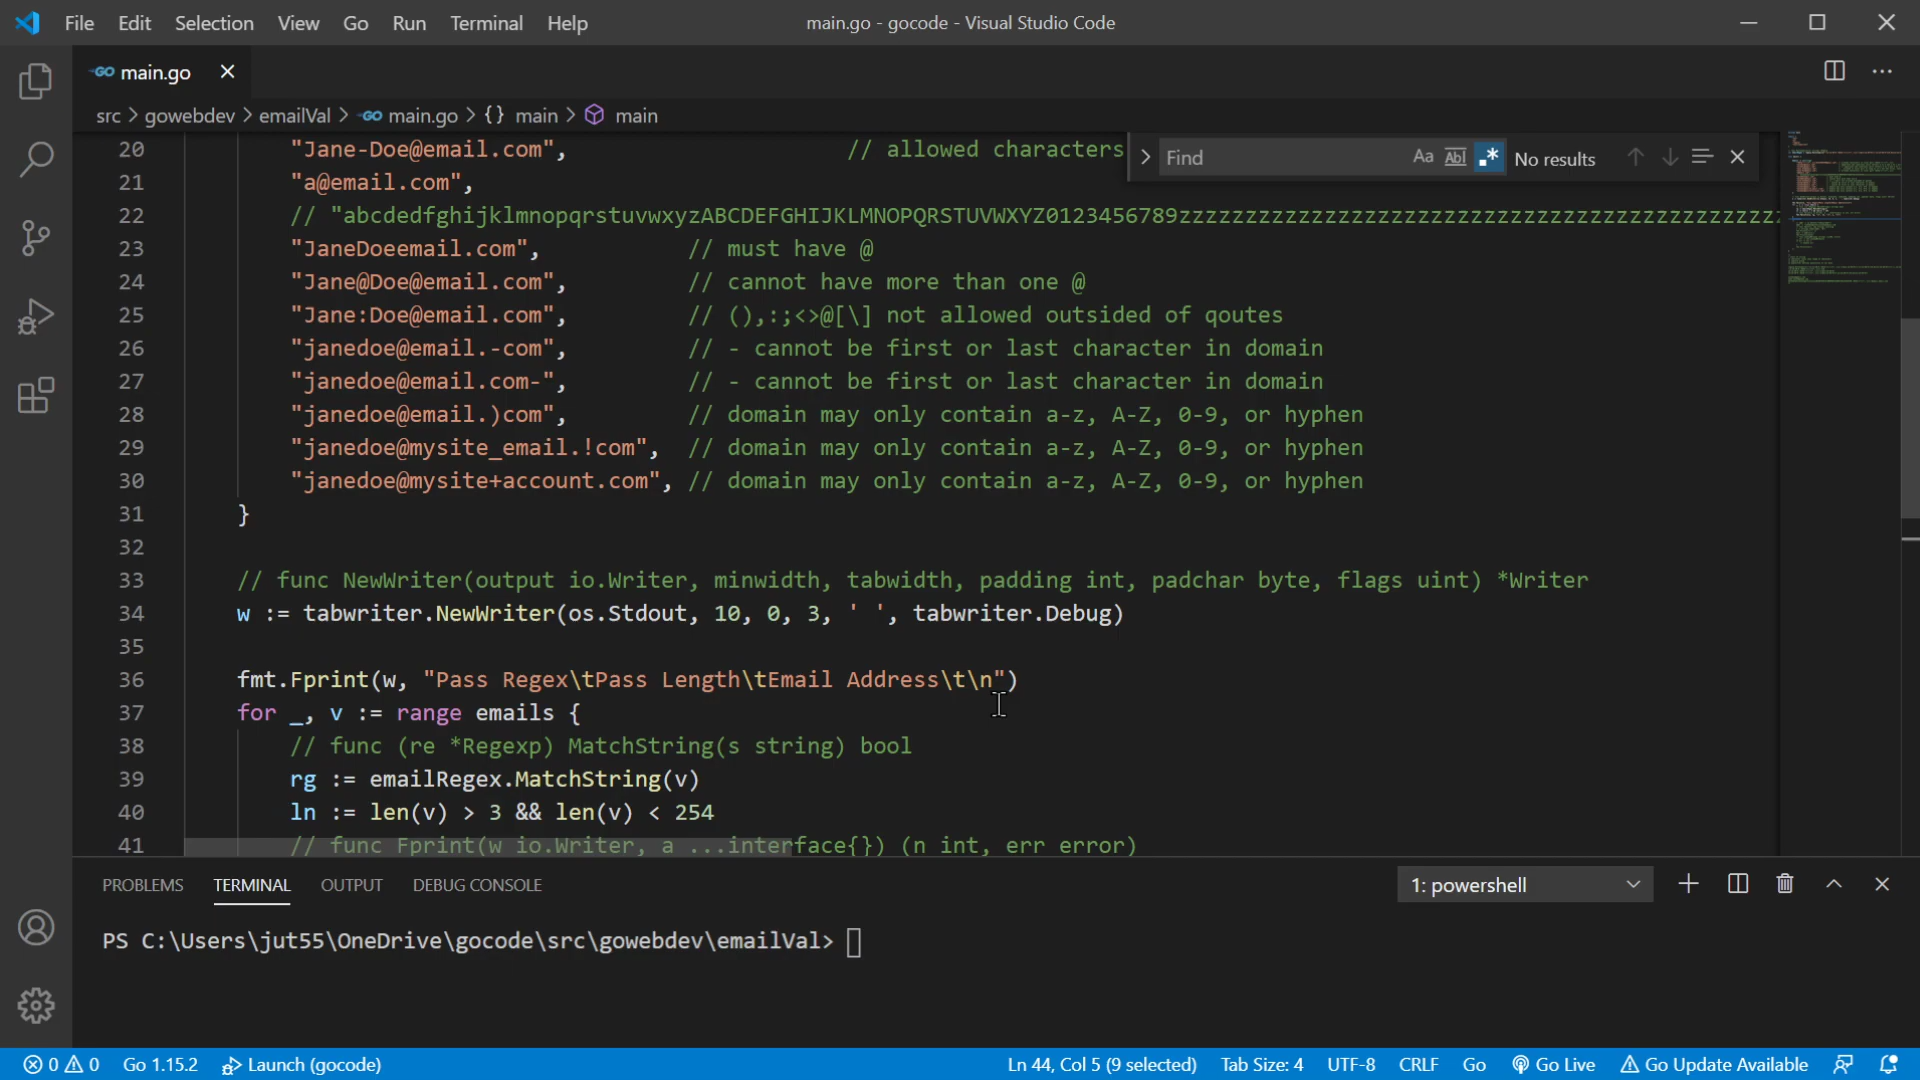 File Edit Selection View Go Run Terminal Help main.go - gocode - Visual Studio Code
GO main.go
src > gowebdev > emailVal > GO main.go > {} main > main
Find Aa Abl .* No results
20 "Jane-Doe@email.com", // allowed characters
21 "a@email.com",
22 // "abcdedfghijklmnopqrstuvwxyzABCDEFGHIJKLMNOPQRSTUVWXYZ0123456789zzzzzzzzzzzzzzzzzzzzzzzzzzzzzzzzzzzzzzzzzzzzzz
23 "JaneDoeemail.com", // must have @
24 "Jane@Doe@email.com", // cannot have more than one @
25 "Jane:Doe@email.com", // (),:;<>@[\] not allowed outsided of qoutes
26 "janedoe@email.-com", // - cannot be first or last character in domain
27 "janedoe@email.com-", // - cannot be first or last character in domain
28 "janedoe@email.)com", // domain may only contain a-z, A-Z, 0-9, or hyphen
29 "janedoe@mysite_email.!com", // domain may only contain a-z, A-Z, 0-9, or hyphen
30 "janedoe@mysite+account.com", // domain may only contain a-z, A-Z, 0-9, or hyphen
31 }
32
33 // func NewWriter(output io.Writer, minwidth, tabwidth, padding int, padchar byte, flags uint) *Writer
34 w := tabwriter.NewWriter(os.Stdout, 10, 0, 3, ' ', tabwriter.Debug)
35
36 fmt.Fprint(w, "Pass Regex\tPass Length\tEmail Address\t\n")
37 for _, v := range emails {
38 // func (re *Regexp) MatchString(s string) bool
39 rg := emailRegex.MatchString(v)
40 ln := len(v) > 3 && len(v) < 254
41 // func Fprint(w io.Writer, a ...interface{}) (n int, err error)
PROBLEMS TERMINAL OUTPUT DEBUG CONSOLE 1: powershell
PS C:\Users\jut55\OneDrive\gocode\src\gowebdev\emailVal>
0 0 Go 1.15.2 Launch (gocode) Ln 44, Col 5 (9 selected) Tab Size: 4 UTF-8 CRLF Go Go Live Go Update Available